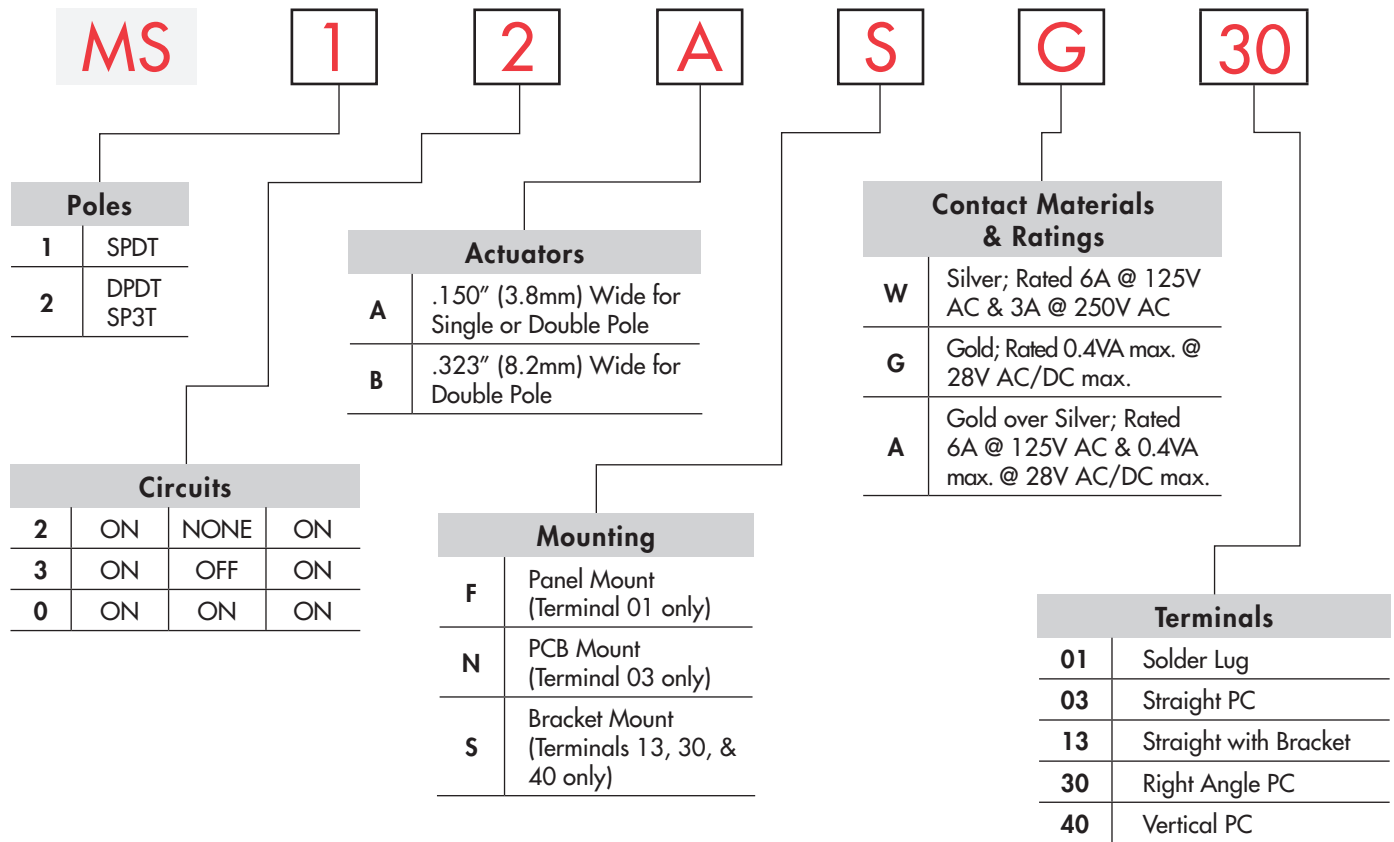 MS 1 2 A S G 30
Poles
1 SPDT
2 DPDT
SP3T
Circuits
2 ON NONE ON
3 ON OFF ON
0 ON ON ON
Actuators
A .150" (3.8mm) Wide for
Single or Double Pole
B .323" (8.2mm) Wide for
Double Pole
Mounting
F Panel Mount
(Terminal 01 only)
N PCB Mount
(Terminal 03 only)
S Bracket Mount
(Terminals 13, 30, &
40 only)
Contact Materials
& Ratings
W Silver; Rated 6A @ 125V
AC & 3A @ 250V AC
G Gold; Rated 0.4VA max. @
28V AC/DC max.
A Gold over Silver; Rated
6A @ 125V AC & 0.4VA
max. @ 28V AC/DC max.
Terminals
01 Solder Lug
03 Straight PC
13 Straight with Bracket
30 Right Angle PC
40 Vertical PC